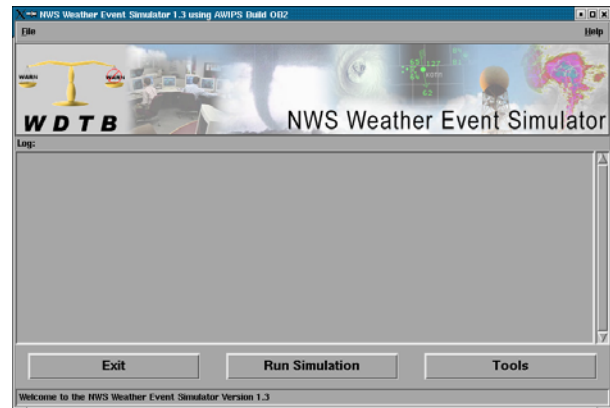 NWS Weather Event Simulator 1.3 using AWIPS Build OB2
File Help
WARN WARN
WDTB
NWS Weather Event Simulator
Log:
Exit Run Simulation Tools
Welcome to the NWS Weather Event Simulator Version 1.3